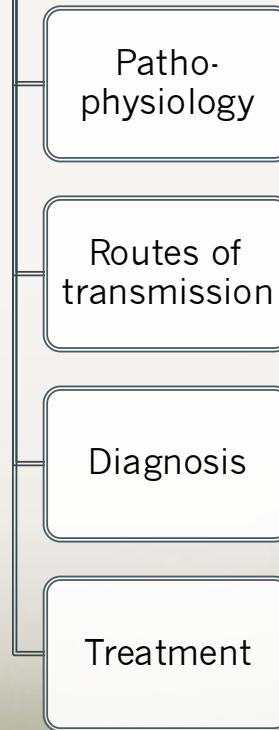 Patho-
physiology
Routes of
transmission
Diagnosis
Treatment